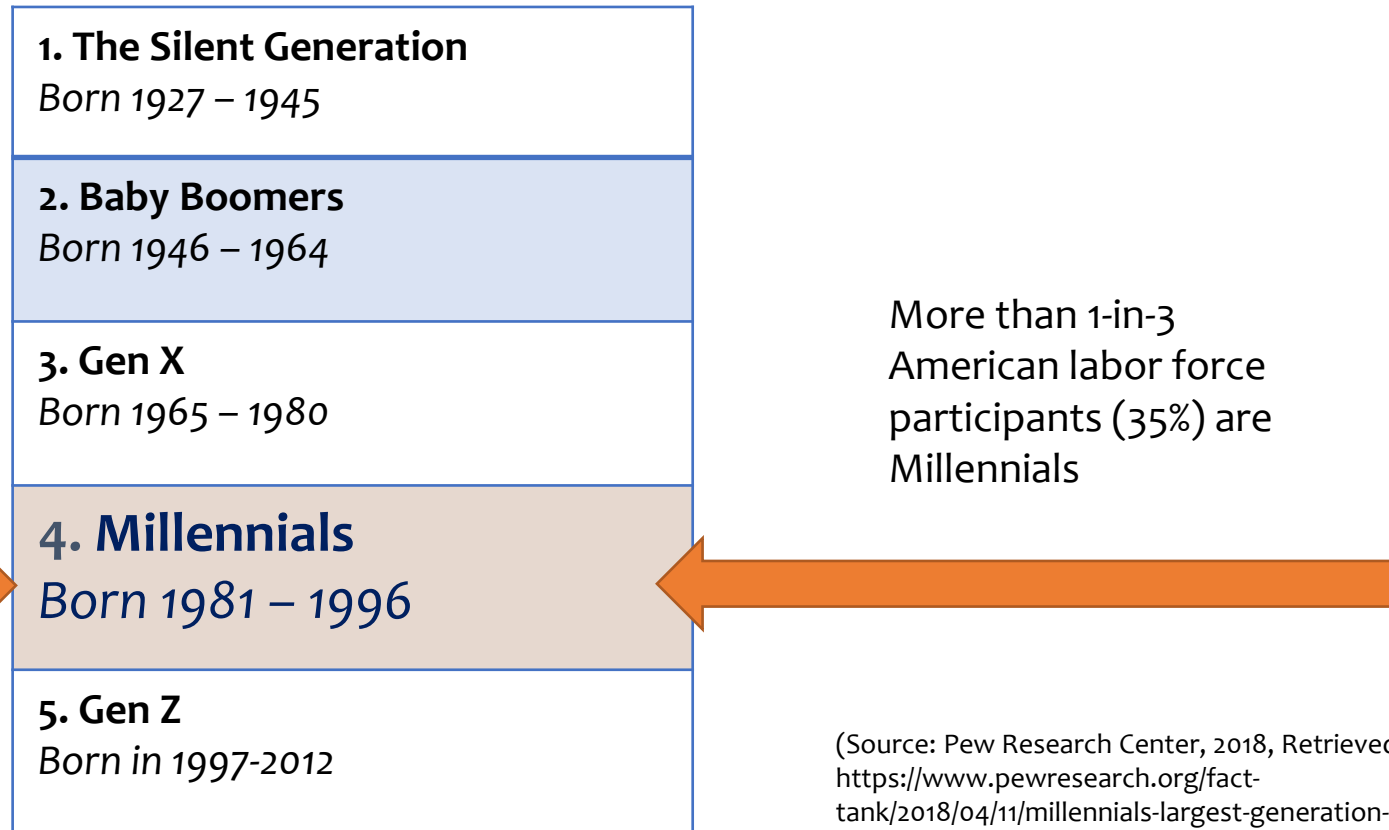 1. The Silent Generation
Born 1927 – 1945
2. Baby Boomers
Born 1946 – 1964
3. Gen X
Born 1965 – 1980
4. Millennials
Born 1981 – 1996
5. Gen Z
Born in 1997-2012
More than 1-in-3
American labor force
participants (35%) are
Millennials
(Source: Pew Research Center, 2018, Retrieved
https://www.pewresearch.org/fact-
tank/2018/04/11/millennials-largest-generation-